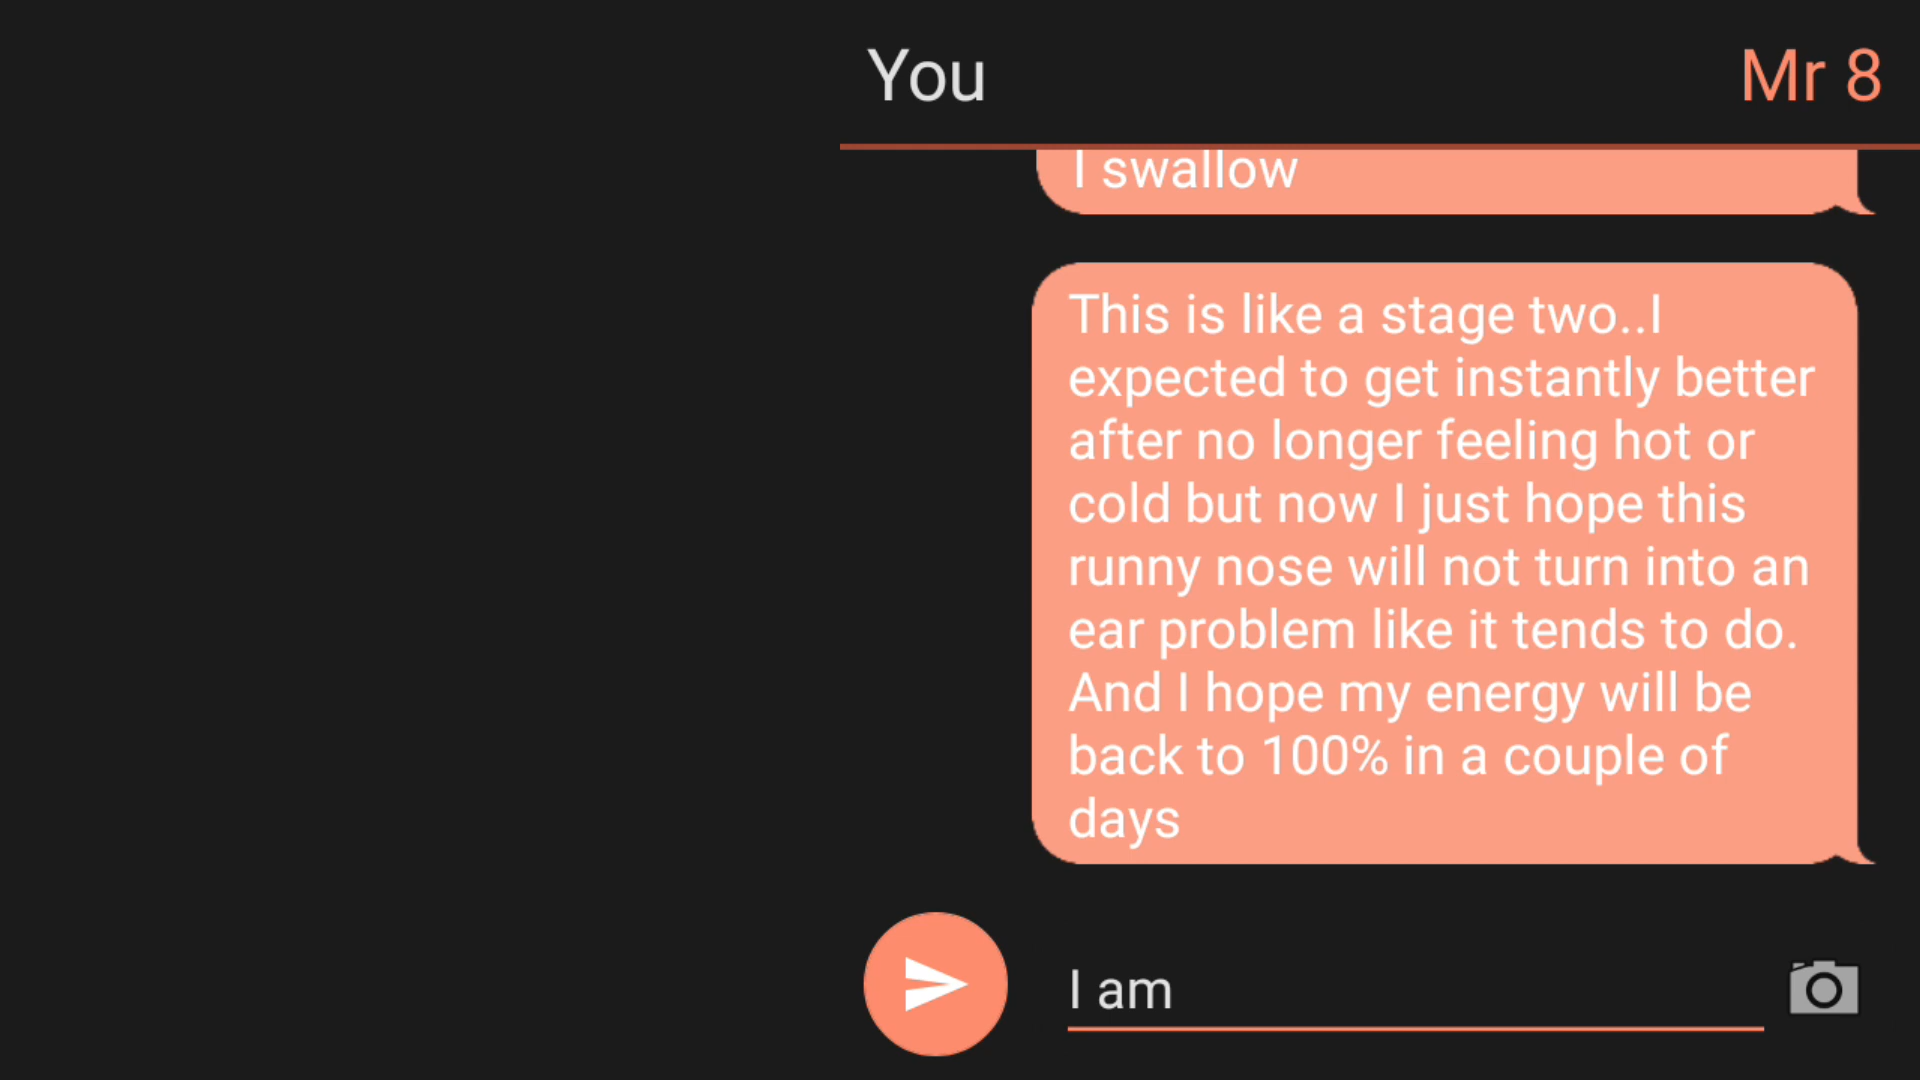 You
Mr 8
I swallow
This is like a stage two..I
expected to get instantly better
after no longer feeling hot or
cold but now I just hope this
runny nose will not turn into an
ear problem like it tends to do.
And I hope my energy will be
back to 100% in a couple of
days
I am